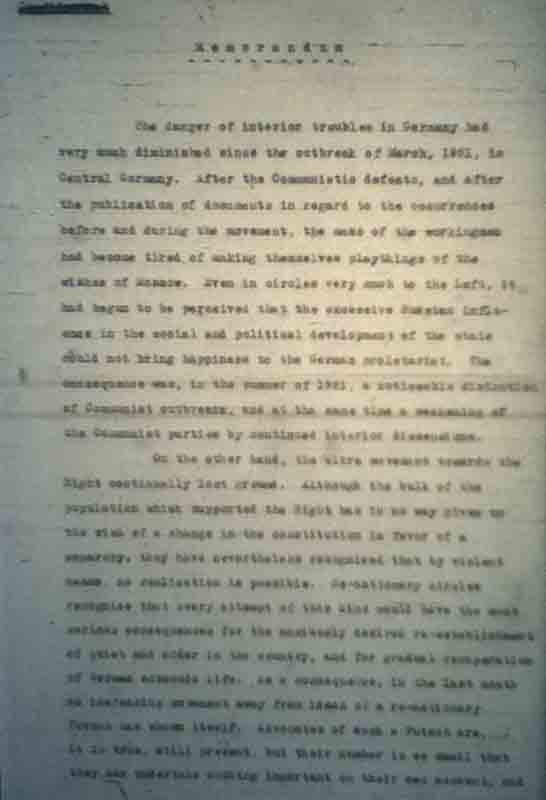 Memorandum
The danger of interior troubles in Germany had
very much diminished since the outbreak of March, 1921, in
Central Germany. After the Communistic defeats, and after
the publication of documents in regard to the occurrences
before and during the movement, the mass of the workingmen
had become tired of making themselves playthings of the
wishes of Moscow. Even in circles very much to the Left, it
had begun to be perceived that the excessive Russian influ-
ence in the social and political development of the state
could not bring happiness to the German proletariat. The
consequence was, in the summer of 1921, a noticeable diminution
of Communist outbreaks, and at the same time a weakening of
the Communist parties by continued interior dissensions.
On the other hand, the ultra movement towards the
Right continually lost ground. Although the bulk of the
population which supported the Right has in no way given up
the wish of a change in the constitution in favor of a
monarchy, they have nevertheless recognized that by violent
means, no realization is possible. Re-actionary circles
recognize that every attempt of this kind would have the most
serious consequences for the anxiously desired re-establishment
of quiet and order in the country, and for gradual recuperation
of German economic life. As a consequence, in the last month
an increasing movement away from ideas of a re-actionary
Putsch has shown itself. Advocates of such a Putsch are,
it is true, still present, but their number is so small that
they can undertake nothing important on their own account, and